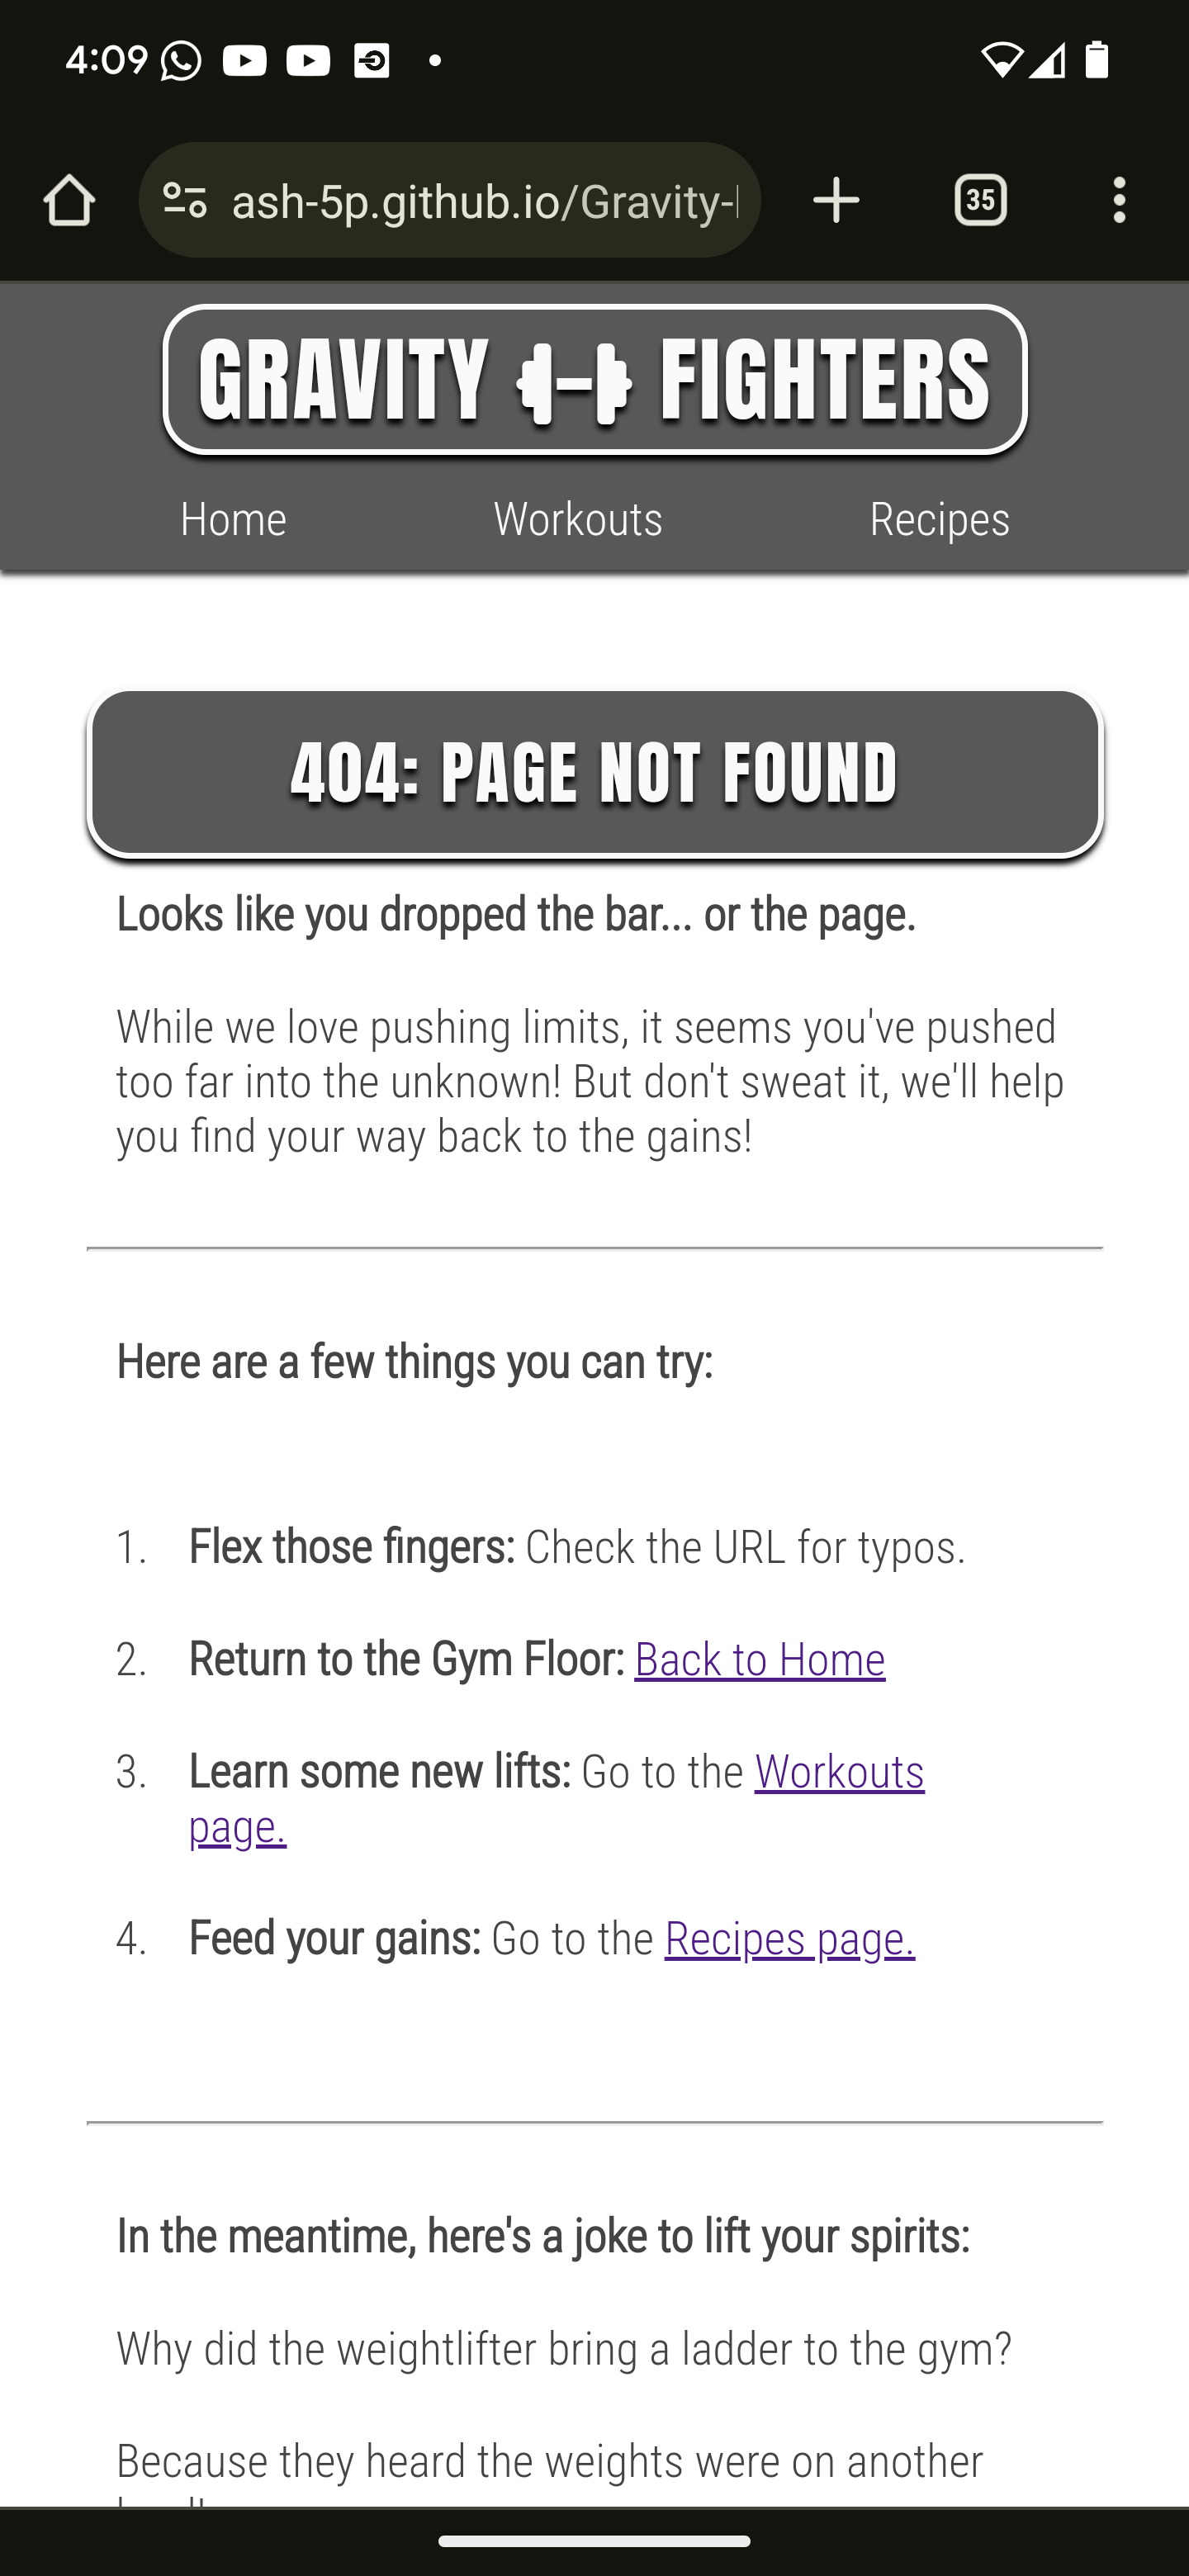 4:09
ash-5p.github.io/Gravity-
35
GRAVITY FIGHTERS
Home Workouts Recipes
404: PAGE NOT FOUND
Looks like you dropped the bar... or the page.
While we love pushing limits, it seems you've pushed
too far into the unknown! But don't sweat it, we'll help
you find your way back to the gains!
Here are a few things you can try:
1. Flex those fingers: Check the URL for typos.
2. Return to the Gym Floor: Back to Home
3. Learn some new lifts: Go to the Workouts
page.
4. Feed your gains: Go to the Recipes page.
In the meantime, here's a joke to lift your spirits:
Why did the weightlifter bring a ladder to the gym?
Because they heard the weights were on another